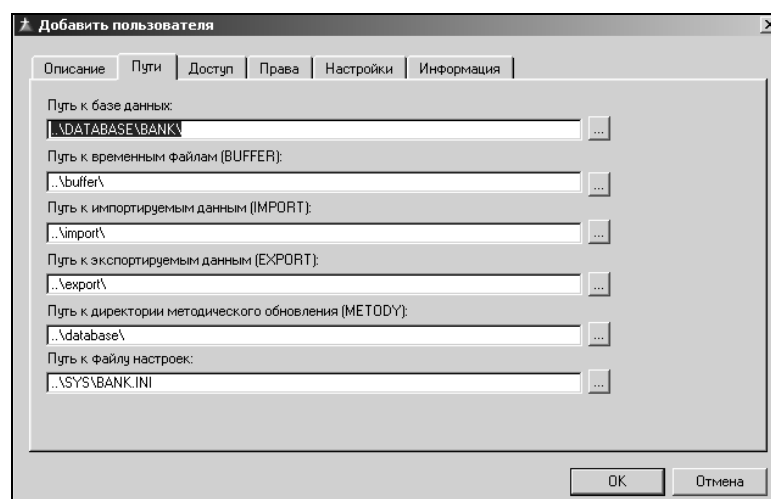 Добавить пользователя
Описание Пути Доступ Права Настройки Информация
Путь к базе данных:
..\DATABASE\BANK\ ...
Путь к временным файлам (BUFFER):
..\buffer\ ...
Путь к импортируемым данным (IMPORT):
..\import\ ...
Путь к экспортируемым данным (EXPORT):
..\export\ ...
Путь к директории методического обновления (METODY):
..\database\ ...
Путь к файлу настроек:
..\SYS\BANK.INI ...
OK Отмена